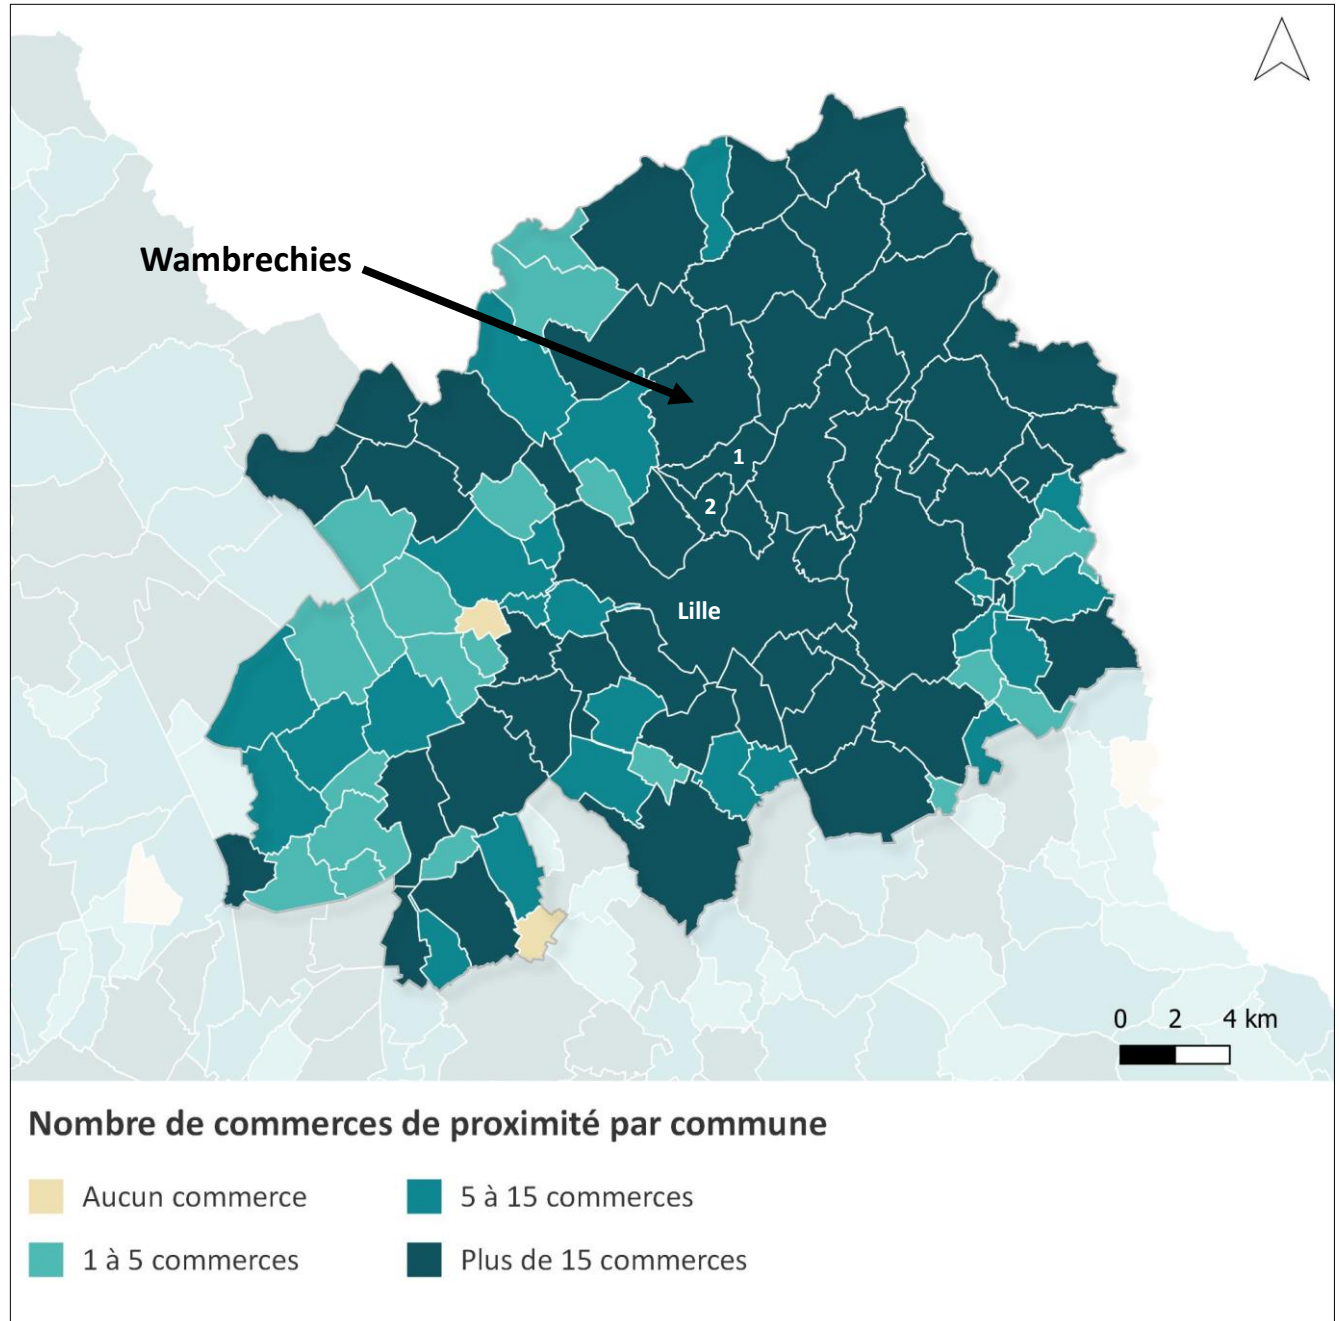 Wambrechies
1
2
Lille
0 2 4 km
Nombre de commerces de proximité par commune
Aucun commerce
5 à 15 commerces
1 à 5 commerces
Plus de 15 commerces